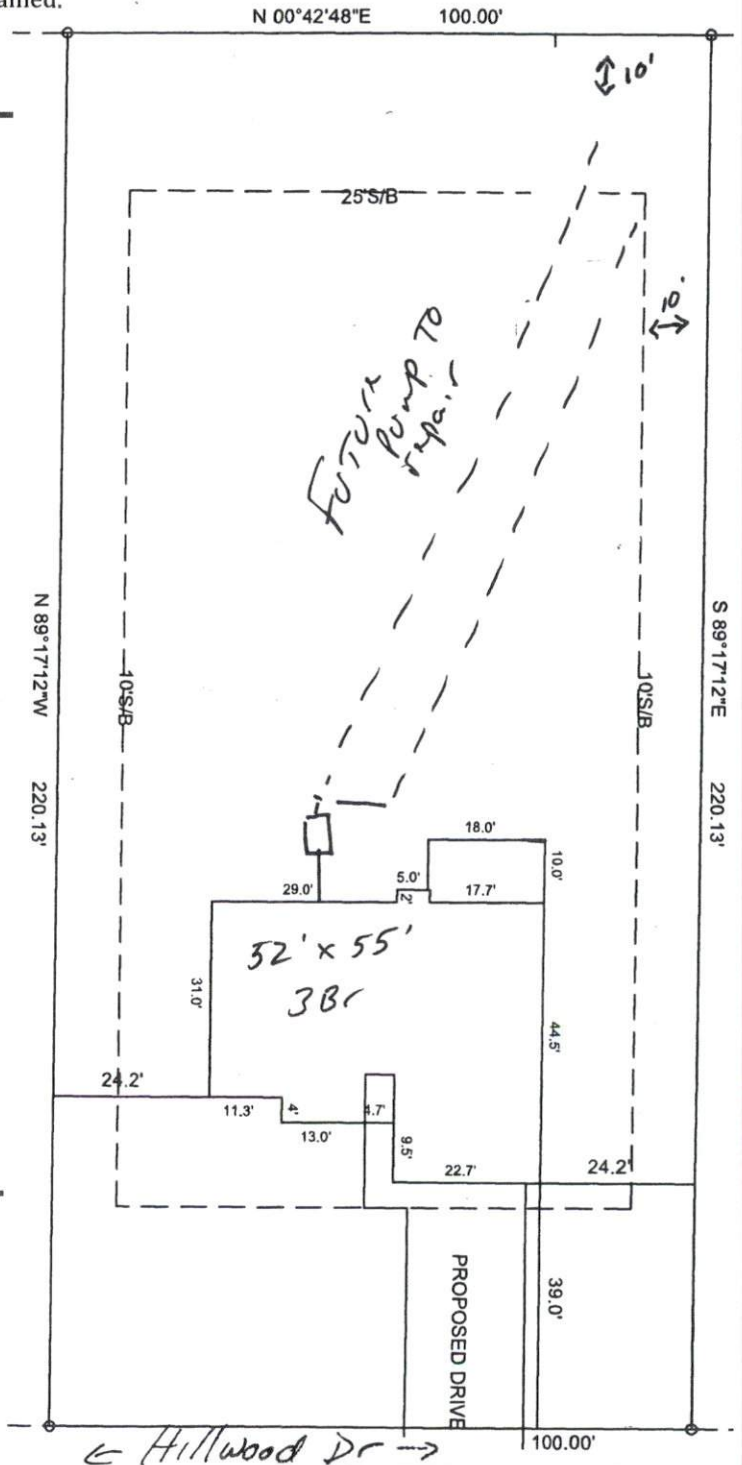 N 00°42'48"E 100.00'
10'
25'S/B
10'
FUTURE
PUMP TO
repair
N 89°17'12"W 220.13'
S 89°17'12"E 220.13'
10'S/B
10'S/B
18.0'
10.0'
5.0'
29.0'
2'
17.7'
52' x 55'
3Br
31.0'
44.5'
24.2'
11.3'
4'
4.7'
13.0'
9.5'
22.7'
24.2'
PROPOSED DRIVE
39.0'
← Hillwood Dr →
100.00'